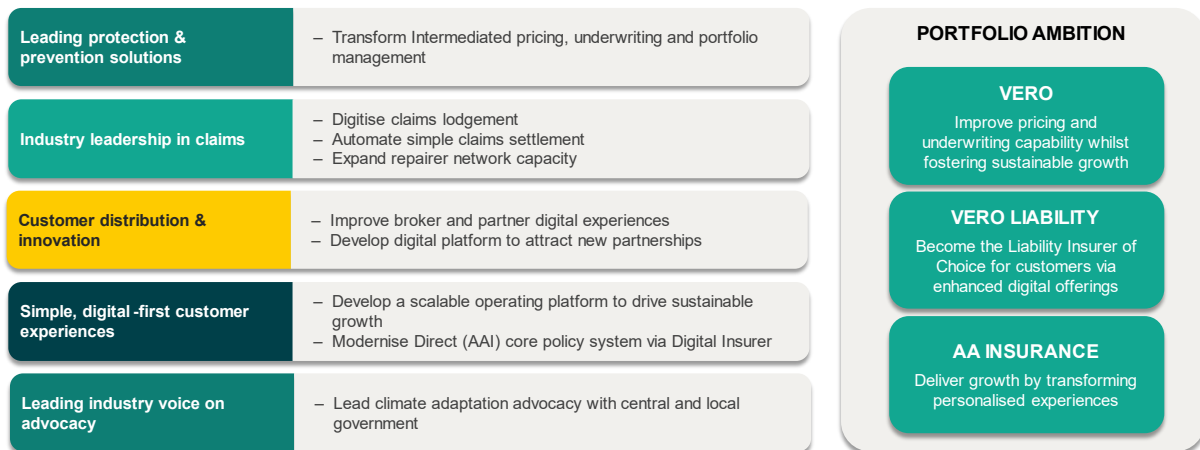 Leading protection &
prevention solutions
– Transform Intermediated pricing, underwriting and portfolio
management
Industry leadership in claims
– Digitise claims lodgement
– Automate simple claims settlement
– Expand repairer network capacity
Customer distribution &
innovation
– Improve broker and partner digital experiences
– Develop digital platform to attract new partnerships
Simple, digital-first customer
experiences
– Develop a scalable operating platform to drive sustainable
growth
– Modernise Direct (AAI) core policy system via Digital Insurer
Leading industry voice on
advocacy
– Lead climate adaptation advocacy with central and local
government
PORTFOLIO AMBITION
VERO
Improve pricing and
underwriting capability whilst
fostering sustainable growth
VERO LIABILITY
Become the Liability Insurer of
Choice for customers via
enhanced digital offerings
AA INSURANCE
Deliver growth by transforming
personalised experiences